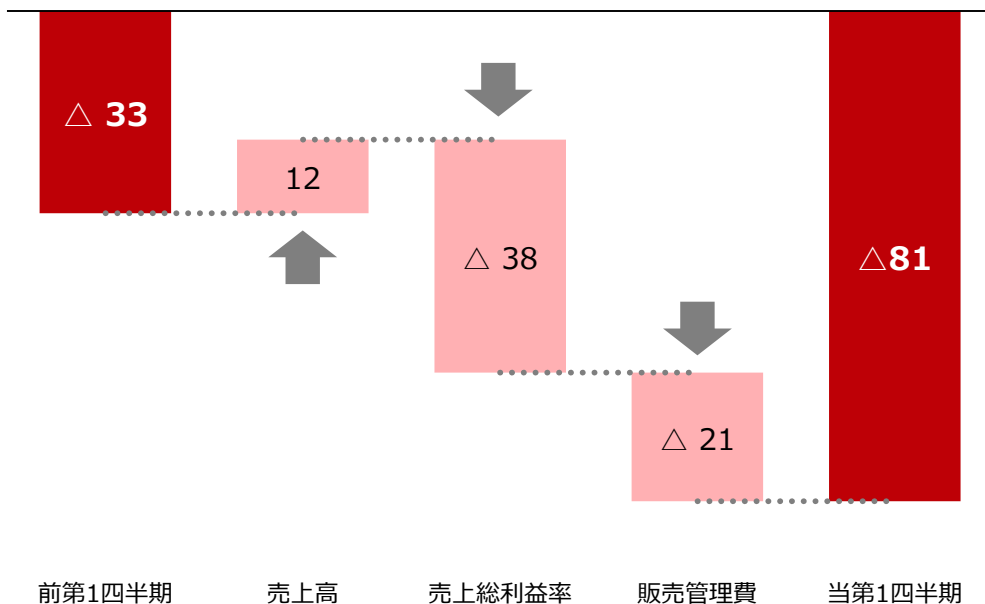 △ 33
12
△ 38
△ 21
△81
前第1四半期
売上高
売上総利益率
販売管理費
当第1四半期